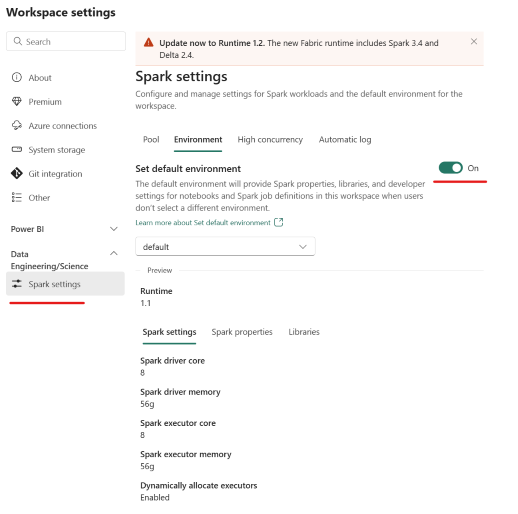 Workspace settings
Search
About
Premium
Azure connections
System storage
Git integration
Other
Power BI
Data
Engineering/Science
Spark settings
Update now to Runtime 1.2. The new Fabric runtime includes Spark 3.4 and
Delta 2.4.
Spark settings
Configure and manage settings for Spark workloads and the default environment for the
workspace.
Pool Environment High concurrency Automatic log
Set default environment
On
The default environment will provide Spark properties, libraries, and developer
settings for notebooks and Spark job definitions in this workspace when users
don't select a different environment.
Learn more about Set default environment
default
Preview
Runtime
1.1
Spark settings Spark properties Libraries
Spark driver core
8
Spark driver memory
56g
Spark executor core
8
Spark executor memory
56g
Dynamically allocate executors
Enabled